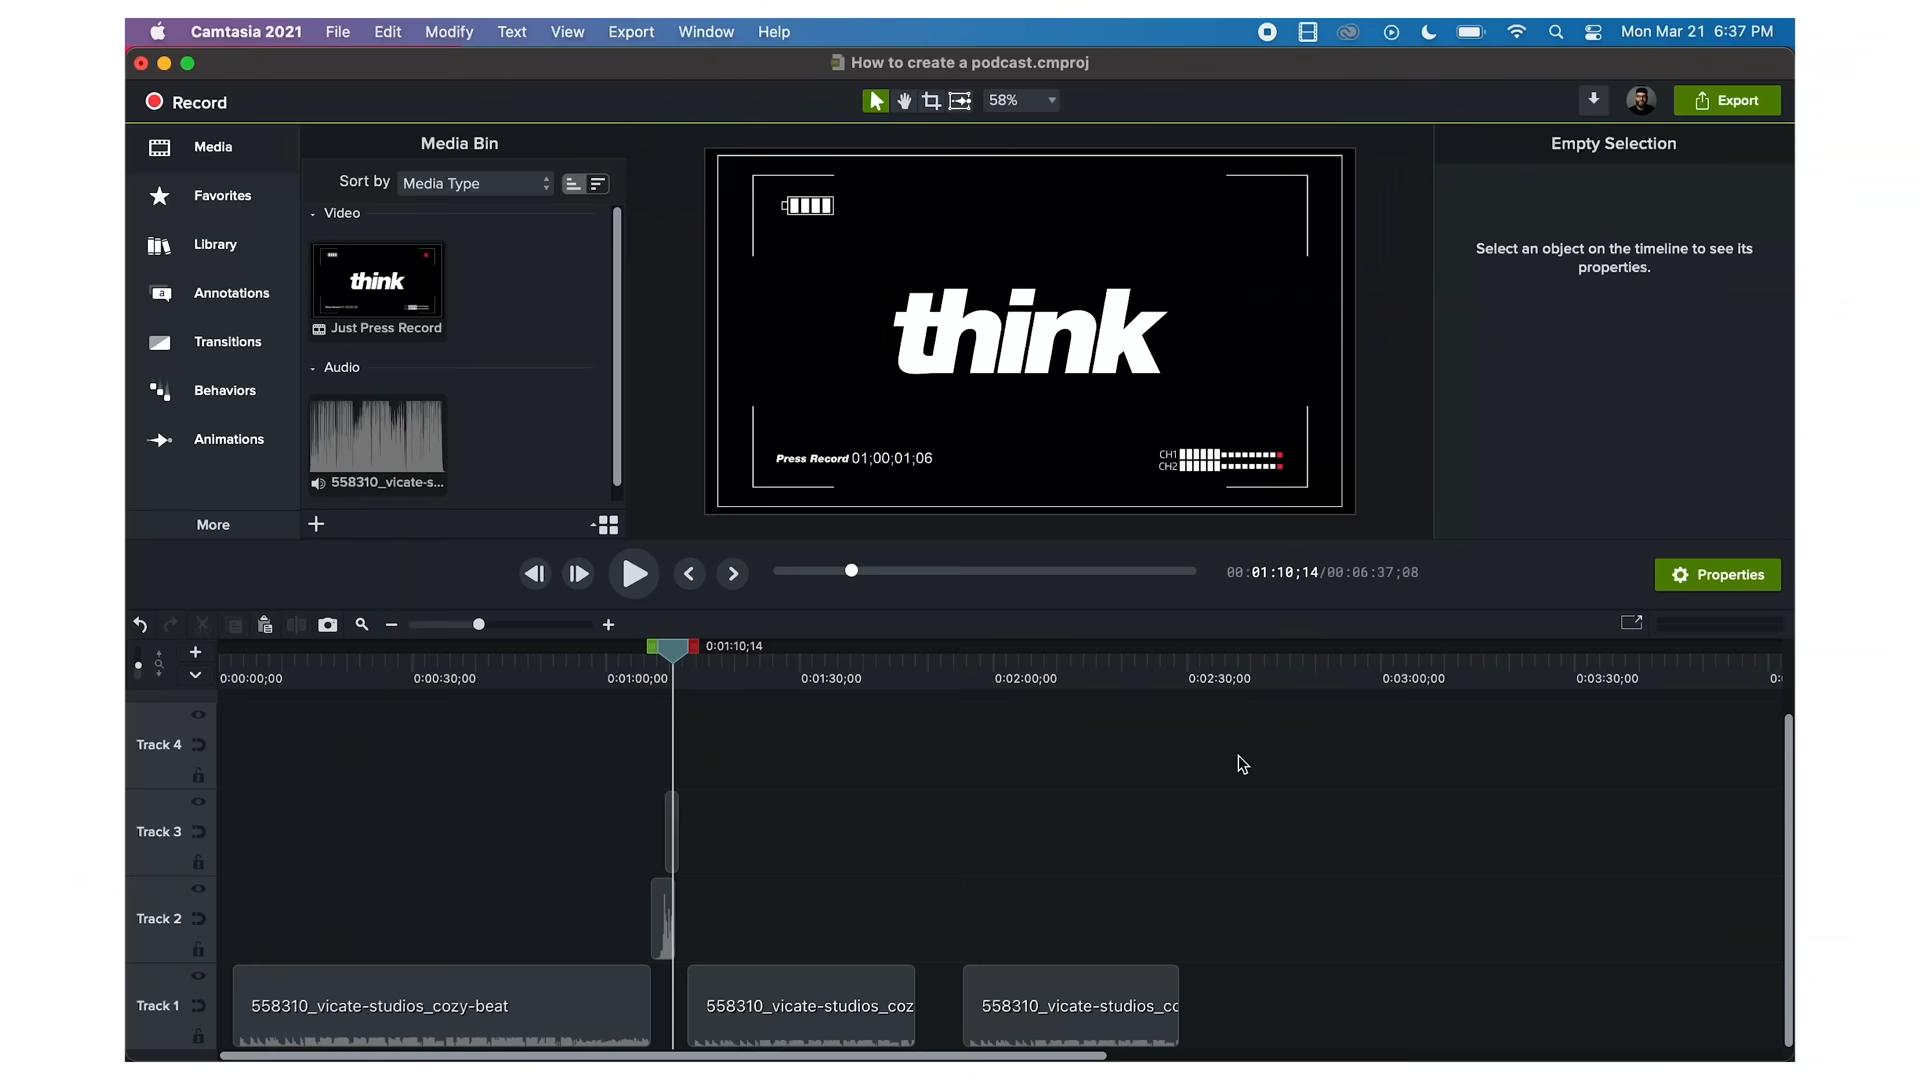 Camtasia 2021 File Edit Modify Text View Export Window Help Mon Mar 21 6:37 PM
How to create a podcast.cmproj
Record 58% Export
Media
Favorites
Library
Annotations
Transitions
Behaviors
Animations
More
Media Bin
Sort by Media Type
Video
think
Just Press Record
Audio
558310_vicate-s...
think
Press Record 01;00;01;06
CH1
CH2
Empty Selection
Select an object on the timeline to see its
properties.
00:01:10;14/00:06:37;08
Properties
0:01:10;14
0:00:00;00 0:00:30;00 0:01:00;00 0:01:30;00 0:02:00;00 0:02:30;00 0:03:00;00 0:03:30;00 0:
Track 4
Track 3
Track 2
Track 1
558310_vicate-studios_cozy-beat
558310_vicate-studios_coz
558310_vicate-studios_co